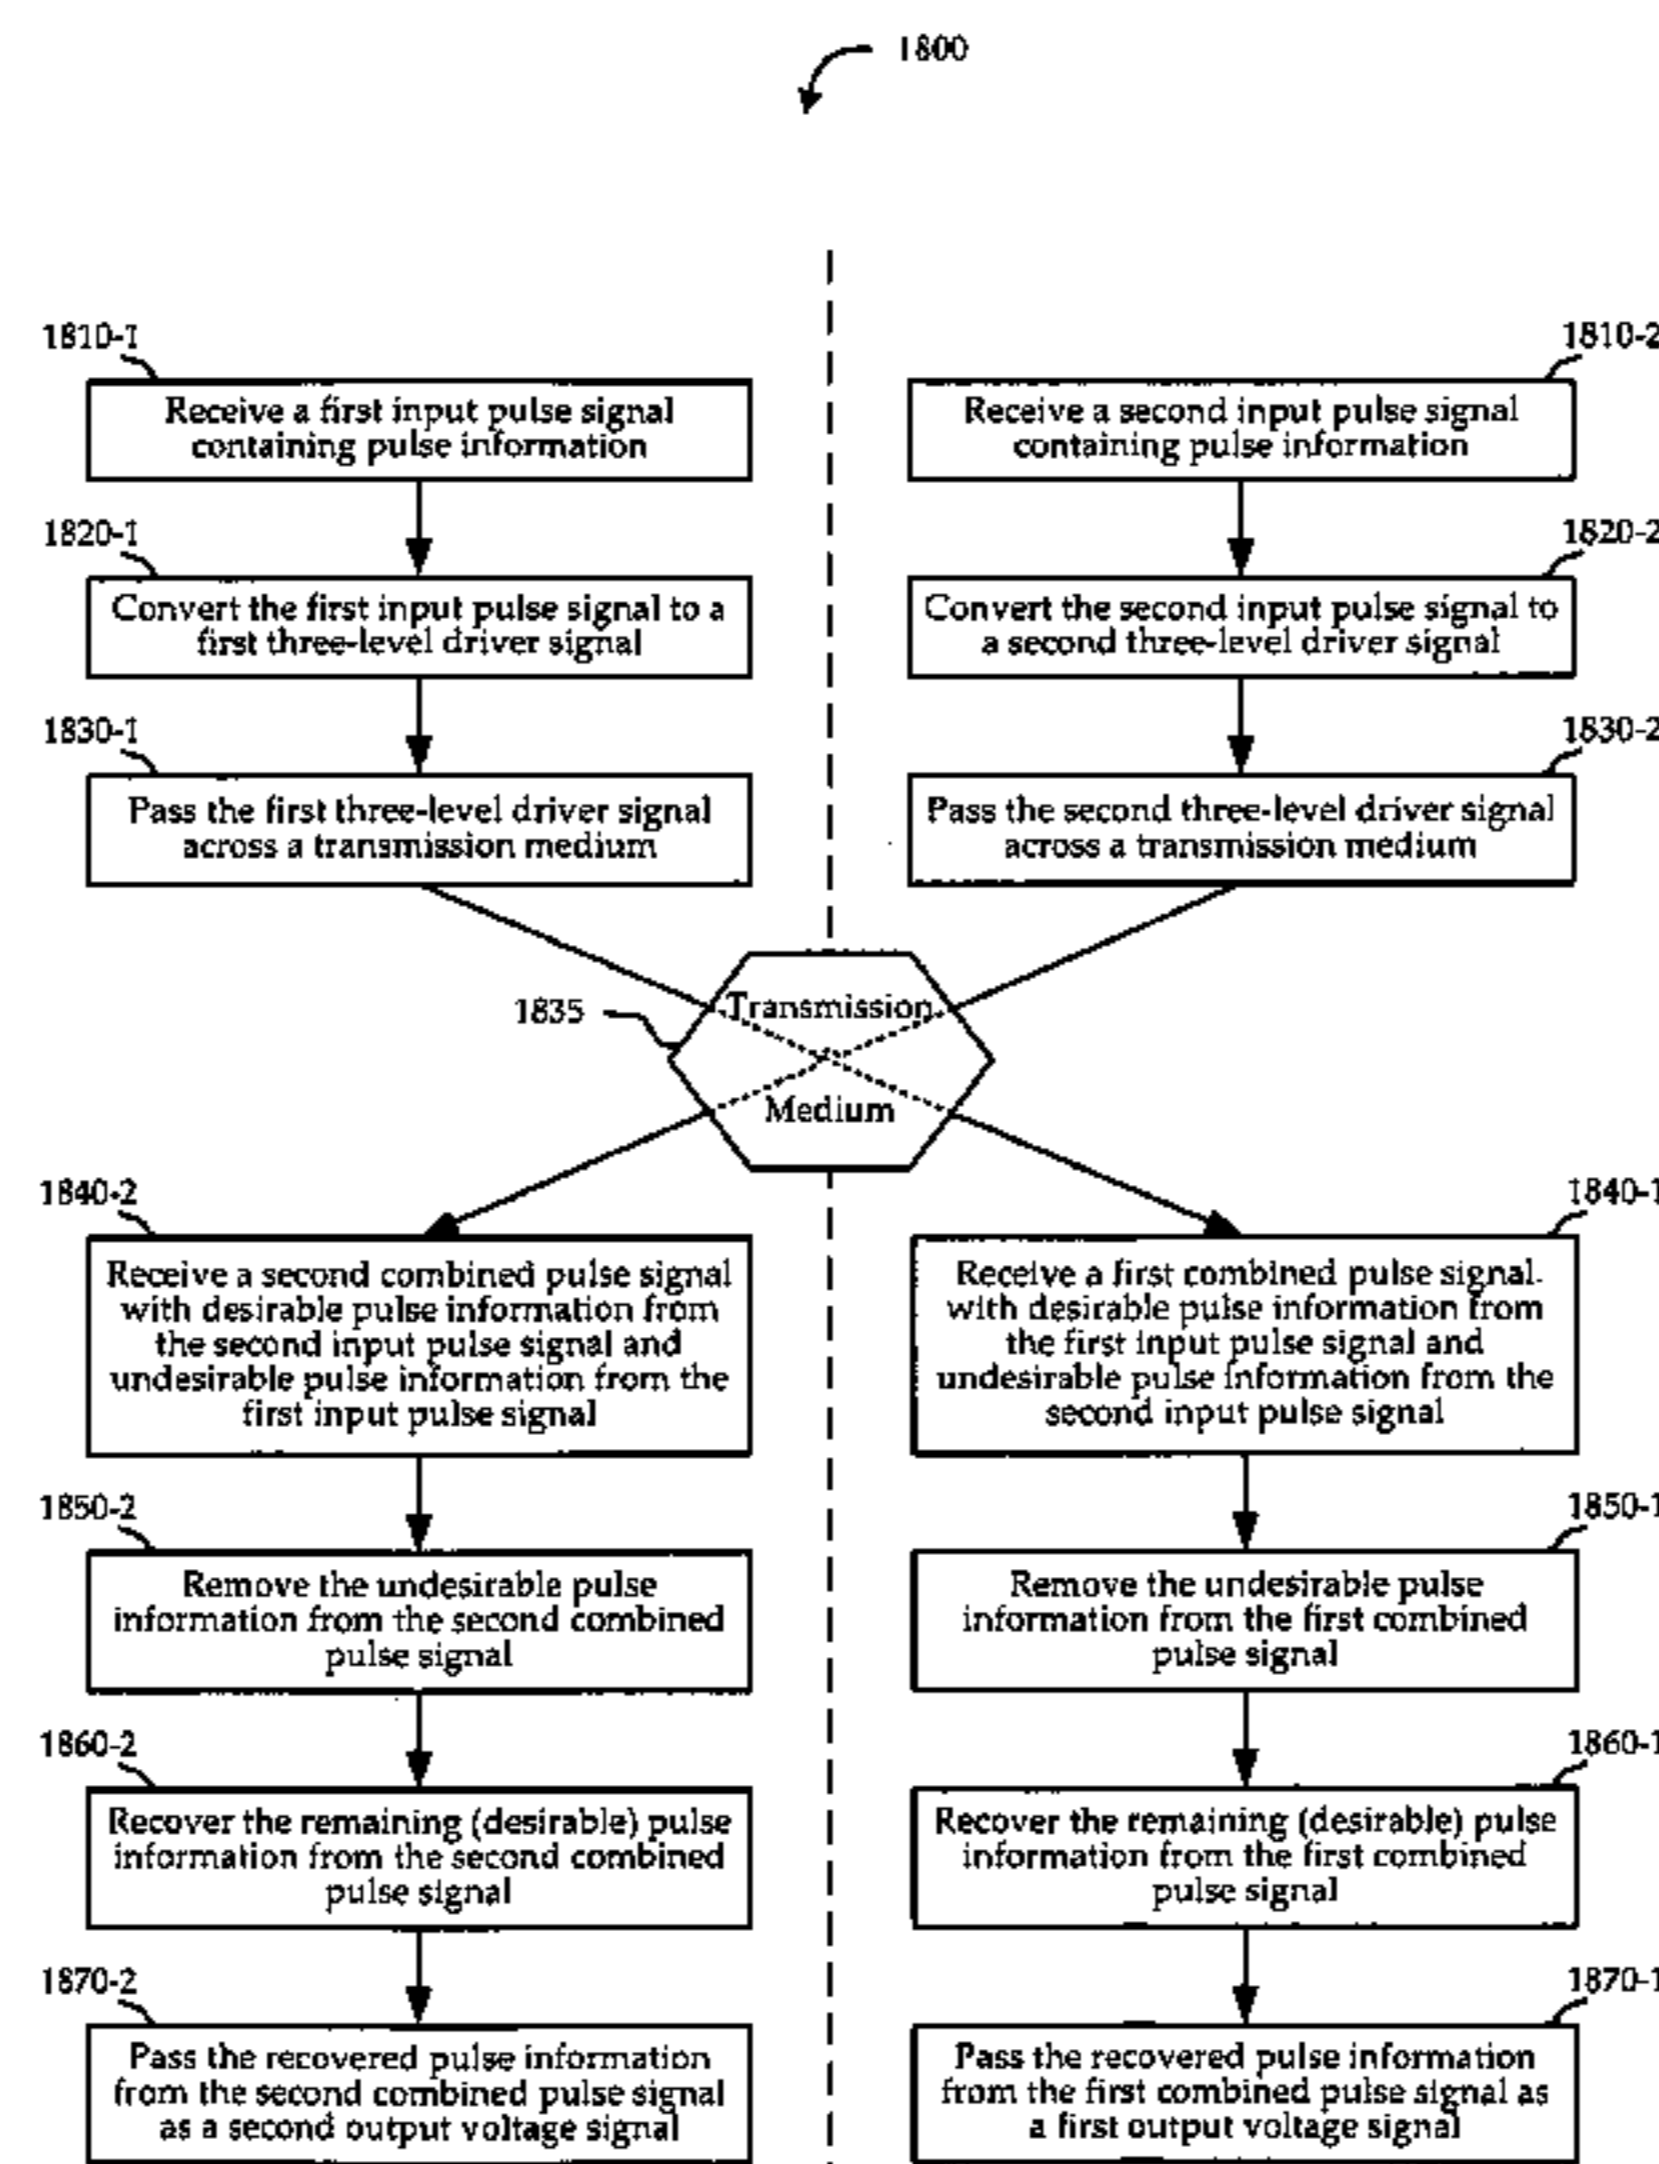 1800
1810-1
Receive a first input pulse signal
containing pulse information
1810-2
Receive a second input pulse signal
containing pulse information
1820-1
Convert the first input pulse signal to a
first three-level driver signal
1820-2
Convert the second input pulse signal to
a second three-level driver signal
1830-1
Pass the first three-level driver signal
across a transmission medium
1830-2
Pass the second three-level driver signal
across a transmission medium
1835
Transmission
Medium
1840-2
Receive a second combined pulse signal
with desirable pulse information from
the second input pulse signal and
undesirable pulse information from the
first input pulse signal
1840-1
Receive a first combined pulse signal
with desirable pulse information from
the first input pulse signal and
undesirable pulse information from the
second input pulse signal
1850-2
Remove the undesirable pulse
information from the second combined
pulse signal
1850-1
Remove the undesirable pulse
information from the first combined
pulse signal
1860-2
Recover the remaining (desirable) pulse
information from the second combined
pulse signal
1860-1
Recover the remaining (desirable) pulse
information from the first combined
pulse signal
1870-2
Pass the recovered pulse information
from the second combined pulse signal
as a second output voltage signal
1870-1
Pass the recovered pulse information
from the first combined pulse signal as
a first output voltage signal